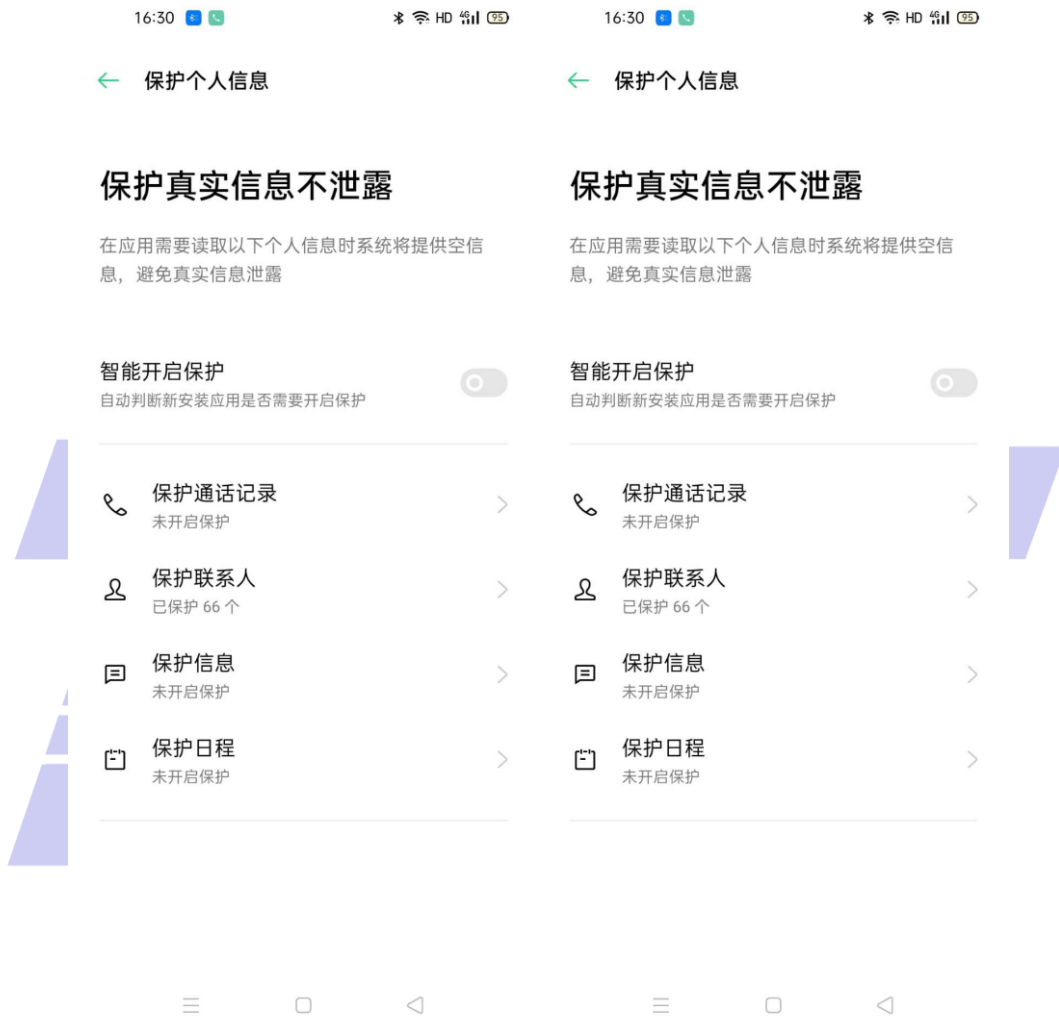 16:30 HD 4G 95
保护个人信息
保护真实信息不泄露
在应用需要读取以下个人信息时系统将提供空信
息，避免真实信息泄露
智能开启保护
自动判断新安装应用是否需要开启保护
保护通话记录
未开启保护
保护联系人
已保护 66 个
保护信息
未开启保护
保护日程
未开启保护
16:30 HD 4G 95
保护个人信息
保护真实信息不泄露
在应用需要读取以下个人信息时系统将提供空信
息，避免真实信息泄露
智能开启保护
自动判断新安装应用是否需要开启保护
保护通话记录
未开启保护
保护联系人
已保护 66 个
保护信息
未开启保护
保护日程
未开启保护